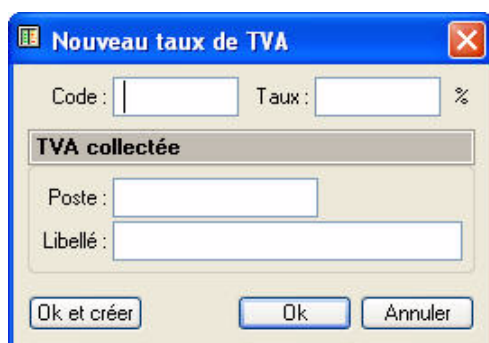 Nouveau taux de TVA
Code : Taux : %
TVA collectée
Poste :
Libellé :
Ok et créer Ok Annuler